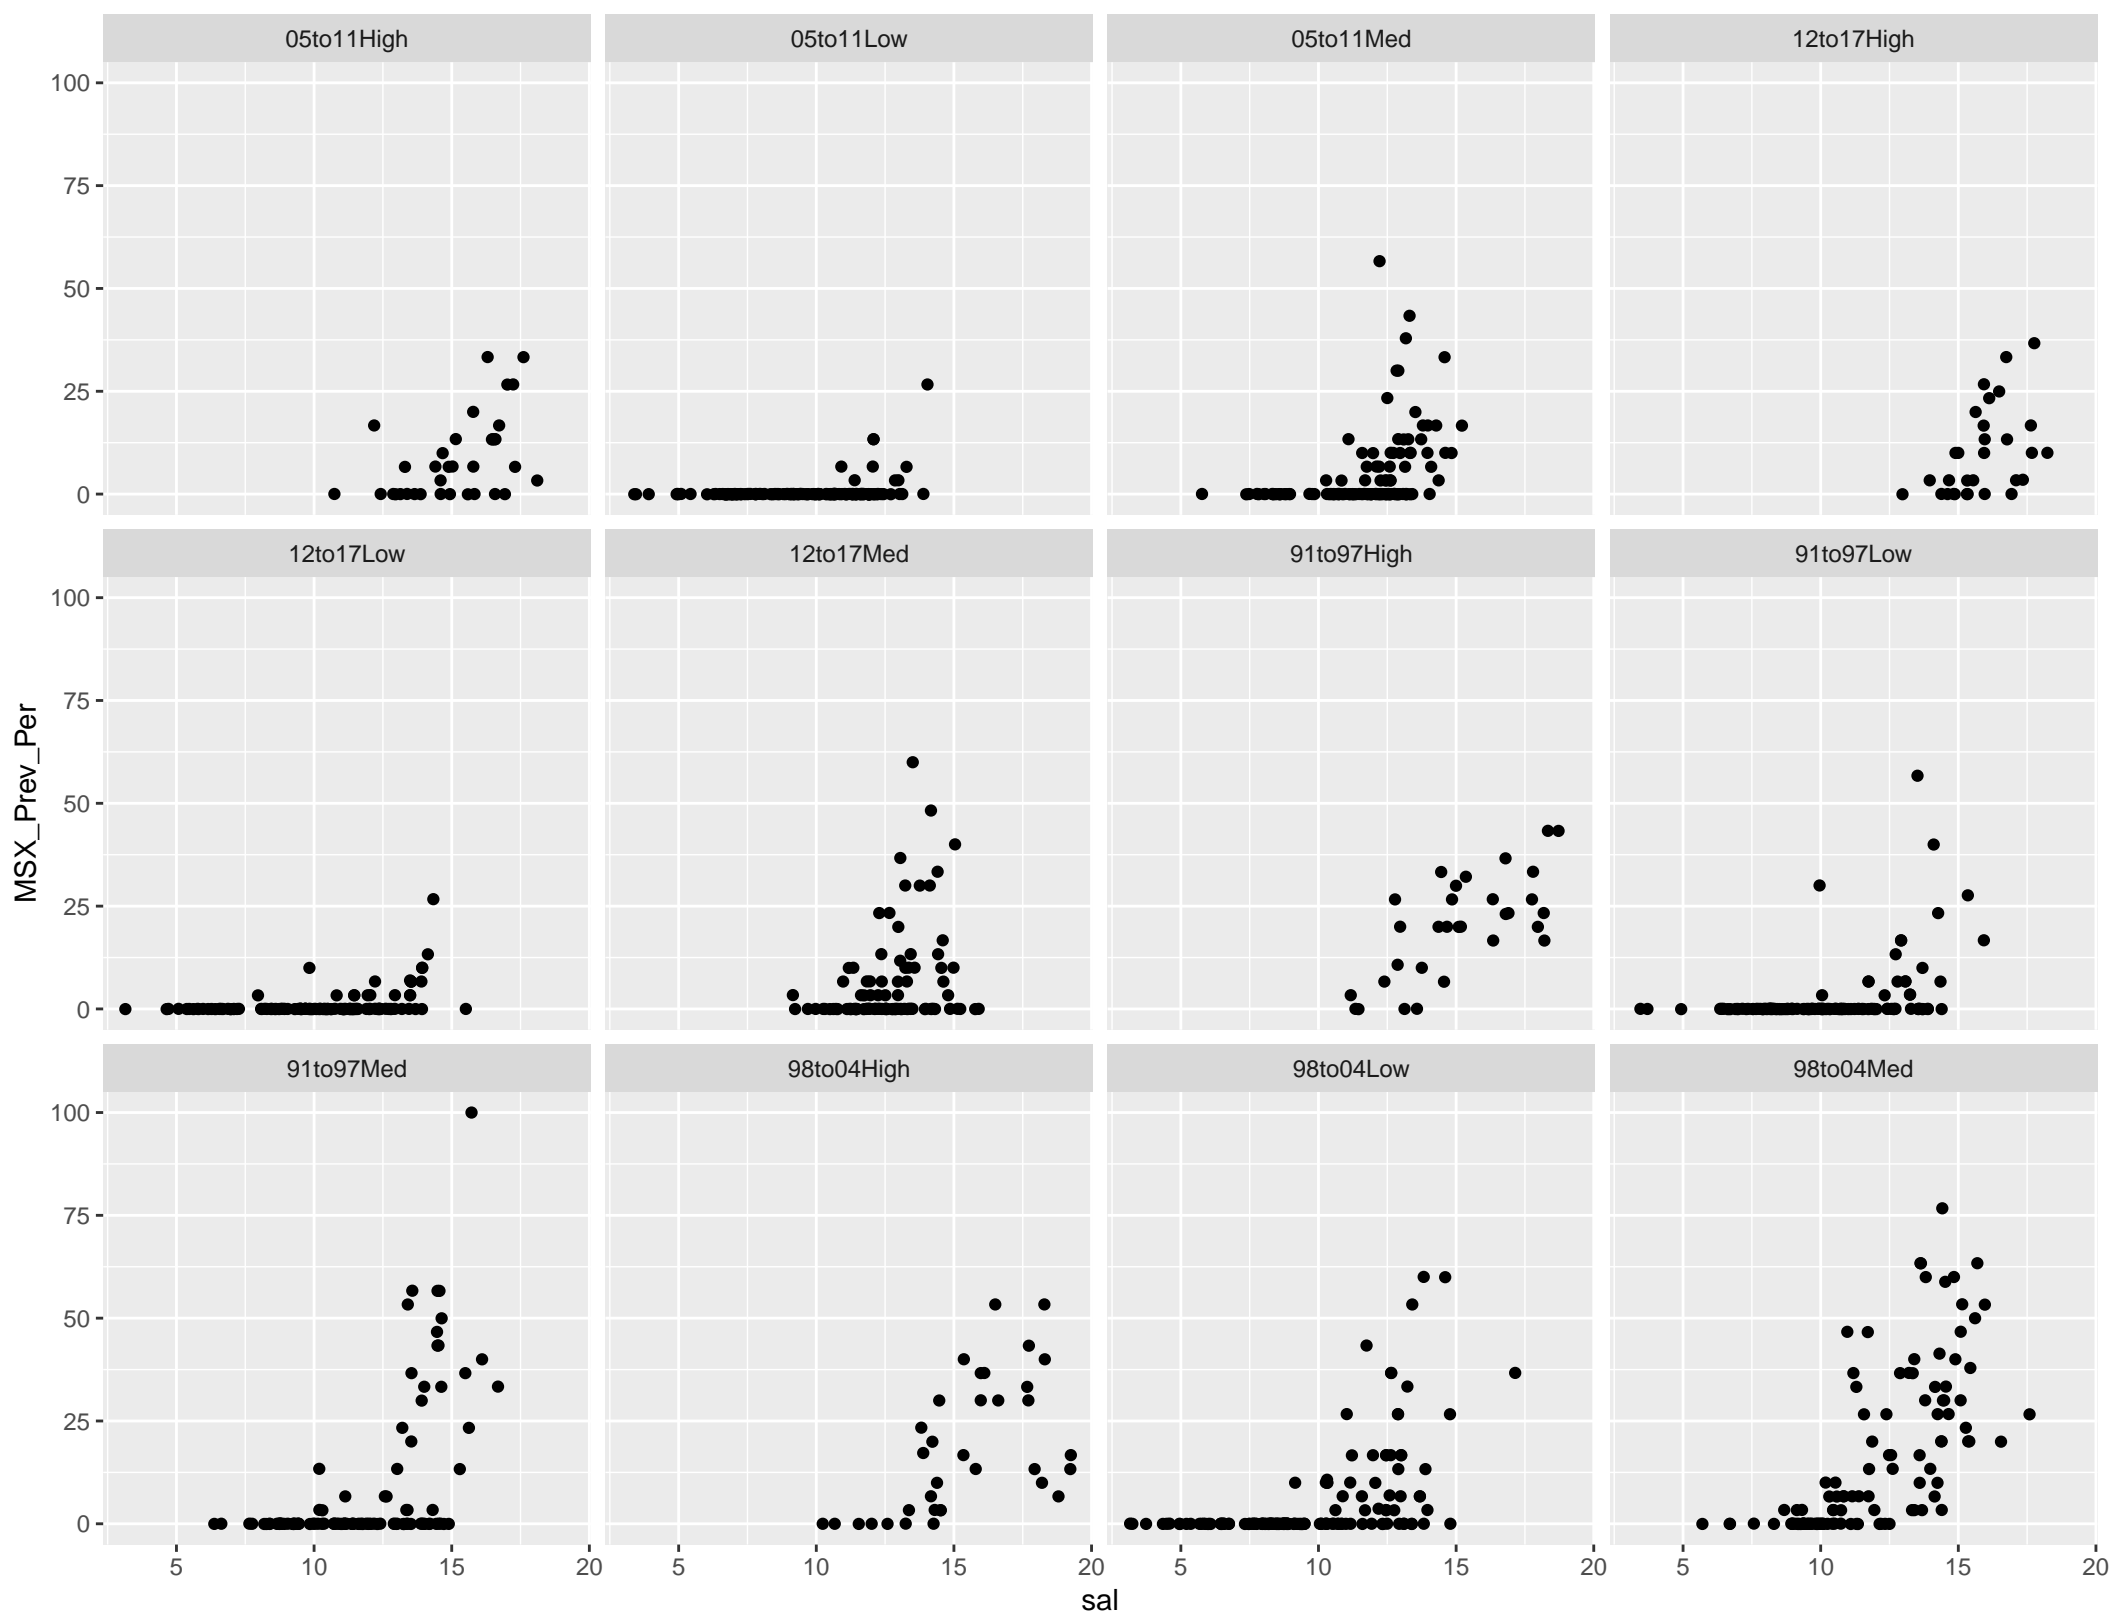 05to11High 05to11Low 05to11Med 12to17High
100
75
50
25
0
12to17Low 12to17Med 91to97High 91to97Low
100
75
50
25
0
MSX_Prev_Per
91to97Med 98to04High 98to04Low 98to04Med
100
75
50
25
0
5 10 15 20 5 10 15 20 5 10 15 20 5 10 15 20
sal